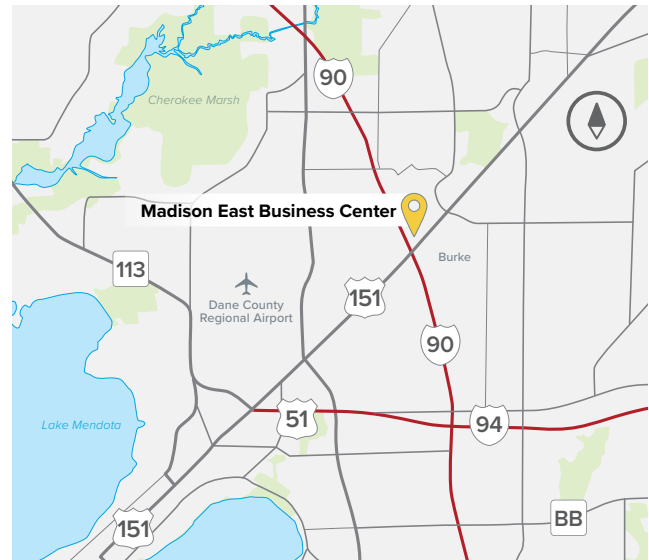 90
Cherokee Marsh
Madison East Business Center
Burke
113
Dane County
Regional Airport
151
90
51
94
Lake Mendota
151
BB